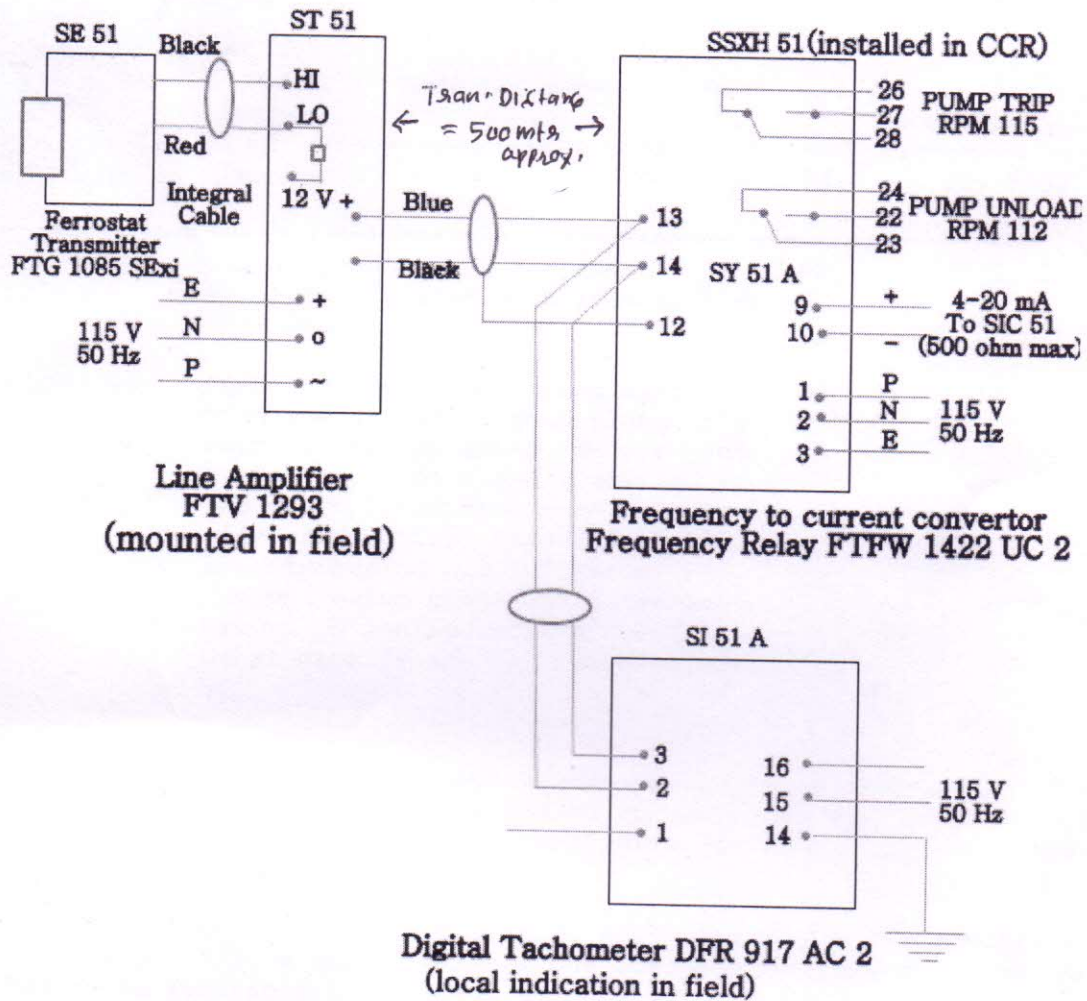 SE 51
Black
Red
Integral
Cable
Ferrostat
Transmitter
FTG 1085 SExi
ST 51
HI
LO
12 V +
E
N
P
115 V
50 Hz
+
o
~
Line Amplifier
FTV 1293
(mounted in field)
= 500 mtrs
approx.
Blue
Black
SSXH 51 (installed in CCR)
26
27
28
PUMP TRIP
RPM 115
24
22
23
PUMP UNLOAD
RPM 112
13
14
12
SY 51 A
9
10
+
-
4-20 mA
To SIC 51
(500 ohm max)
1
2
3
P
N
E
115 V
50 Hz
Frequency to current convertor
Frequency Relay FTFW 1422 UC 2
SI 51 A
3
2
1
16
15
14
115 V
50 Hz
Digital Tachometer DFR 917 AC 2
(local indication in field)